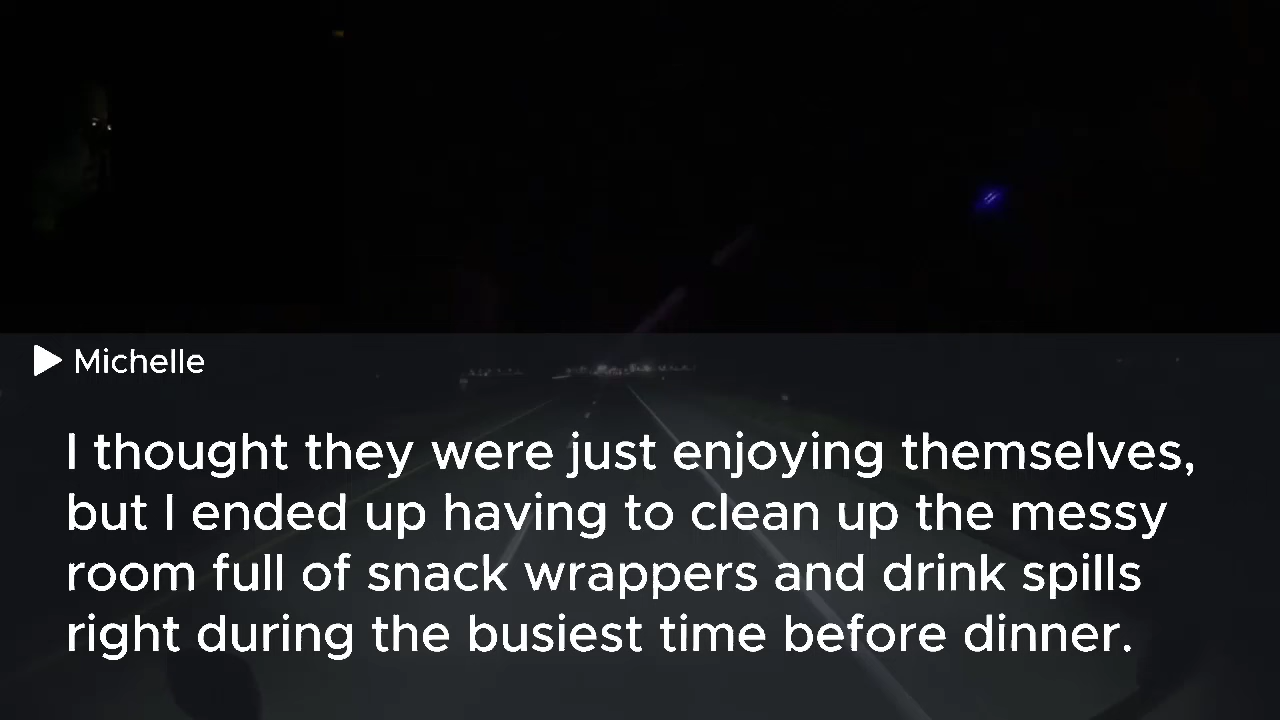 Michelle
I thought they were just enjoying themselves,
but I ended up having to clean up the messy
room full of snack wrappers and drink spills
right during the busiest time before dinner.